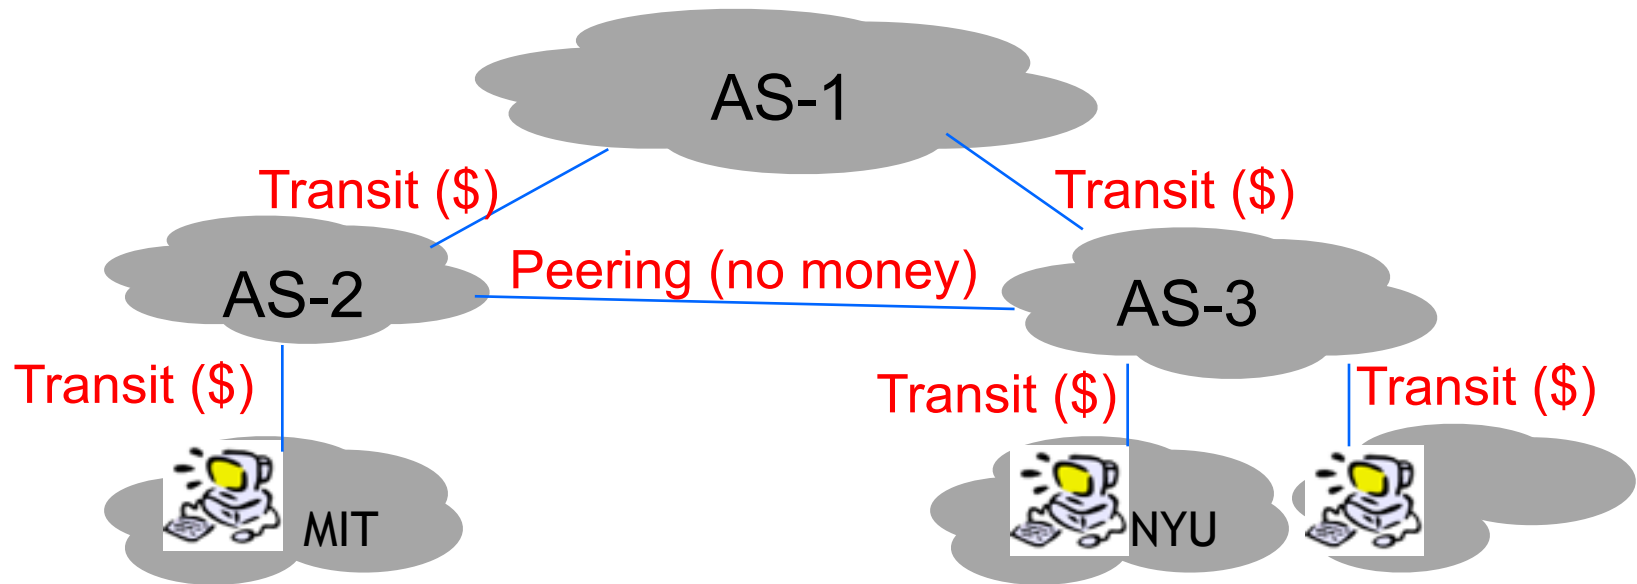 AS-1
Transit ($)
Transit ($)
AS-2
Peering (no money)
AS-3
Transit ($)
Transit ($)
Transit ($)
MIT
NYU